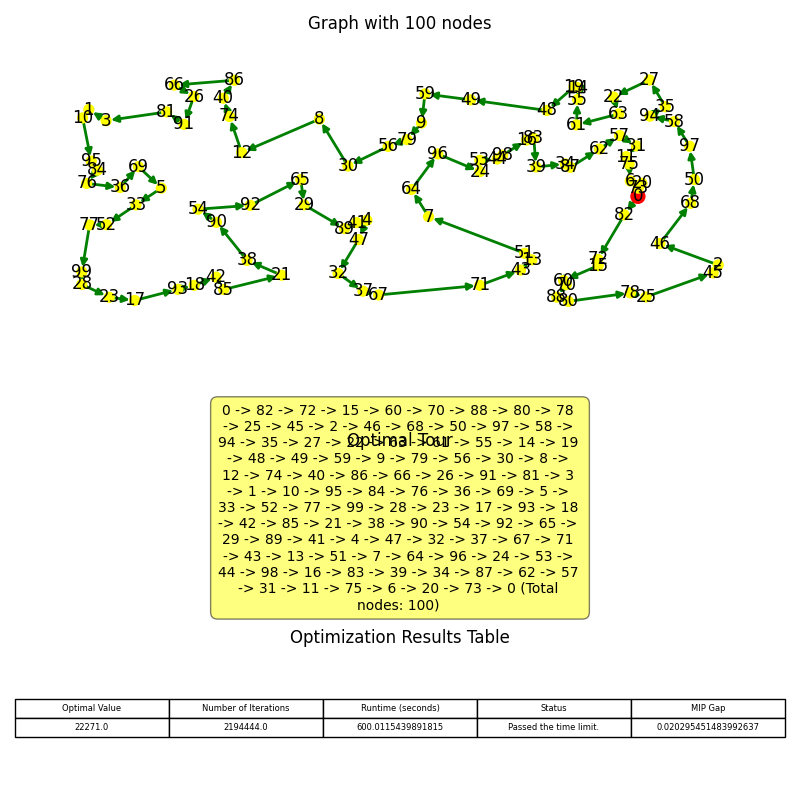 Graph with 100 nodes
66 86 59 49 48 19 14 27
26 40 55 22 35
1 10 3 81 91 74 8 9 61 63 94 58
12 30 56 79 96 16 83 62 57 31 97
95 84 69 53 44 98 24 39 34 87 11 75
76 36 5 65 64 6 20 73 0 50
33 54 92 29 7 82 68
77 52 90 89 41 4 47 46
99 38 32 51 13 43 72 15 2 45
28 23 17 93 18 42 85 21 37 67 71 60 70 88 80 78 25
0 -> 82 -> 72 -> 15 -> 60 -> 70 -> 88 -> 80 -> 78
-> 25 -> 45 -> 2 -> 46 -> 68 -> 50 -> 97 -> 58 ->
Optimal Tour
94 -> 35 -> 27 -> 22 -> 63 -> 61 -> 55 -> 14 -> 19
-> 48 -> 49 -> 59 -> 9 -> 79 -> 56 -> 30 -> 8 ->
12 -> 74 -> 40 -> 86 -> 66 -> 26 -> 91 -> 81 -> 3
-> 1 -> 10 -> 95 -> 84 -> 76 -> 36 -> 69 -> 5 ->
33 -> 52 -> 77 -> 99 -> 28 -> 23 -> 17 -> 93 -> 18
-> 42 -> 85 -> 21 -> 38 -> 90 -> 54 -> 92 -> 65 ->
29 -> 89 -> 41 -> 4 -> 47 -> 32 -> 37 -> 67 -> 71
-> 43 -> 13 -> 51 -> 7 -> 64 -> 96 -> 24 -> 53 ->
44 -> 98 -> 16 -> 83 -> 39 -> 34 -> 87 -> 62 -> 57
-> 31 -> 11 -> 75 -> 6 -> 20 -> 73 -> 0 (Total
nodes: 100)
Optimization Results Table
Optimal Value Number of Iterations Runtime (seconds) Status MIP Gap
22271.0 2194444.0 600.0115439891815 Passed the time limit. 0.020295451483992637